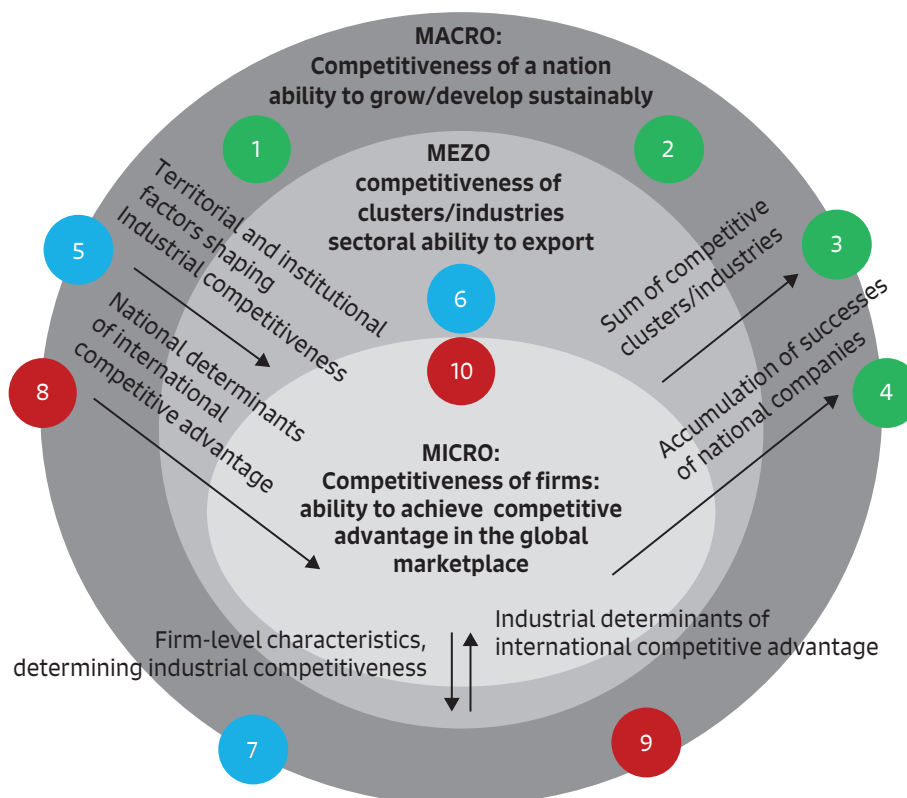 MACRO:
Competitiveness of a nation
ability to grow/develop sustainably
1
2
MEZO
competitiveness of
clusters/industries
sectoral ability to export
5
Territorial and institutional
factors shaping
Industrial competitiveness
3
Sum of competitive
clusters/industries
6
8
National determinants
of international
competitive advantage
10
4
Accumulation of successes
of national companies
MICRO:
Competitiveness of firms:
ability to achieve competitive
advantage in the global
marketplace
Firm-level characteristics,
determining industrial competitiveness
Industrial determinants of
international competitive advantage
7
9